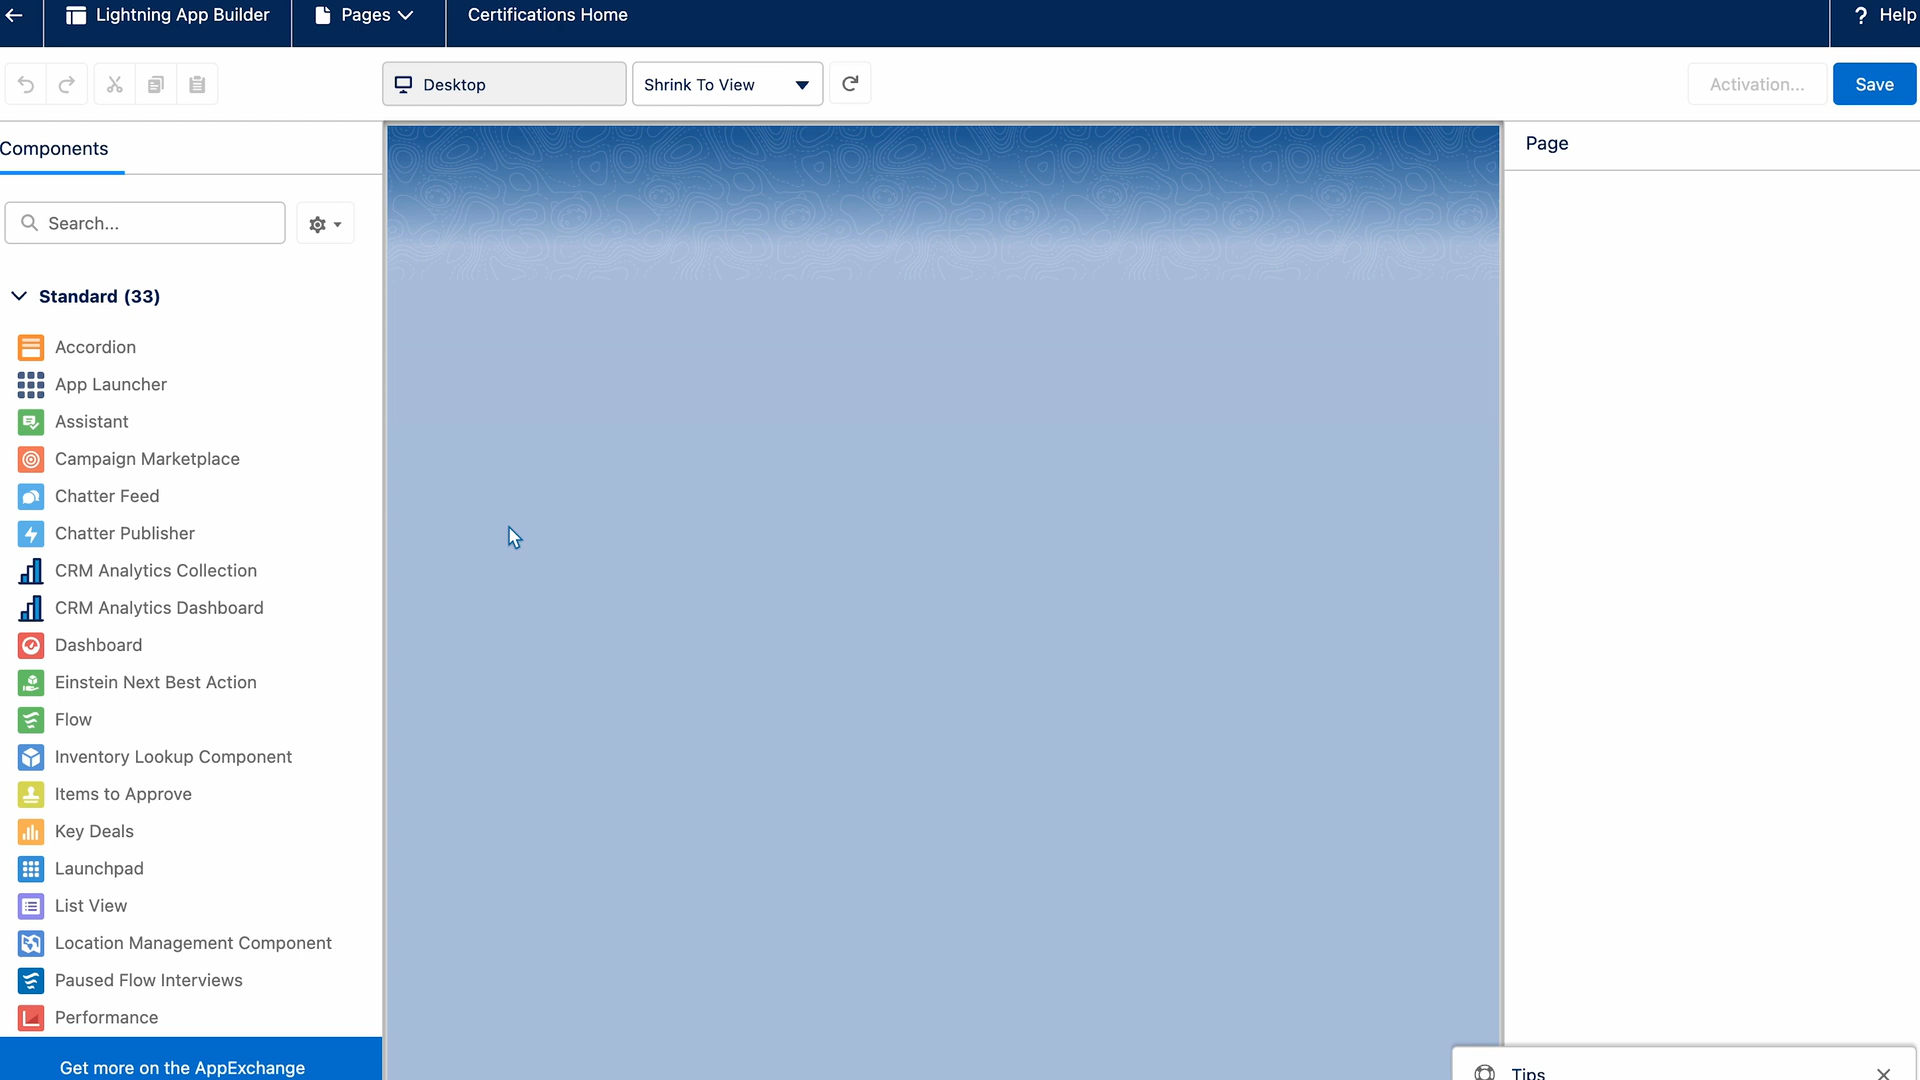 Lightning App Builder
Pages
Certifications Home
? Help
Desktop
Shrink To View
Activation...
Save
Components
Page
Search...
Standard (33)
Accordion
App Launcher
Assistant
Campaign Marketplace
Chatter Feed
Chatter Publisher
CRM Analytics Collection
CRM Analytics Dashboard
Dashboard
Einstein Next Best Action
Flow
Inventory Lookup Component
Items to Approve
Key Deals
Launchpad
List View
Location Management Component
Paused Flow Interviews
Performance
Get more on the AppExchange
Tips